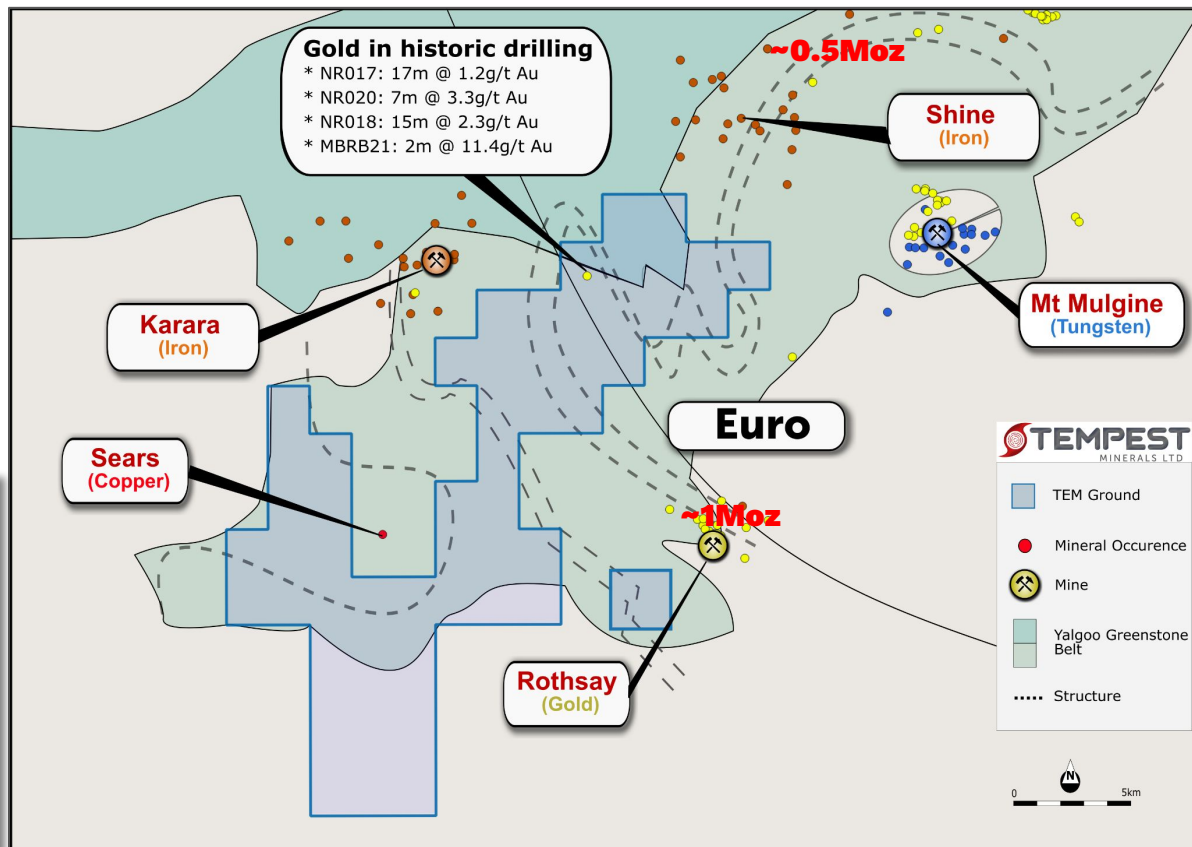 Gold in historic drilling
* NR017: 17m @ 1.2g/t Au
* NR020: 7m @ 3.3g/t Au
* NR018: 15m @ 2.3g/t Au
* MBRB21: 2m @ 11.4g/t Au
~0.5Moz
Shine
(Iron)
Karara
(Iron)
Mt Mulgine
(Tungsten)
Euro
Sears
(Copper)
~1Moz
Rothsay
(Gold)
TEMPEST
MINERALS LTD
TEM Ground
Mineral Occurence
Mine
Yalgoo Greenstone
Belt
Structure
N
0 5km